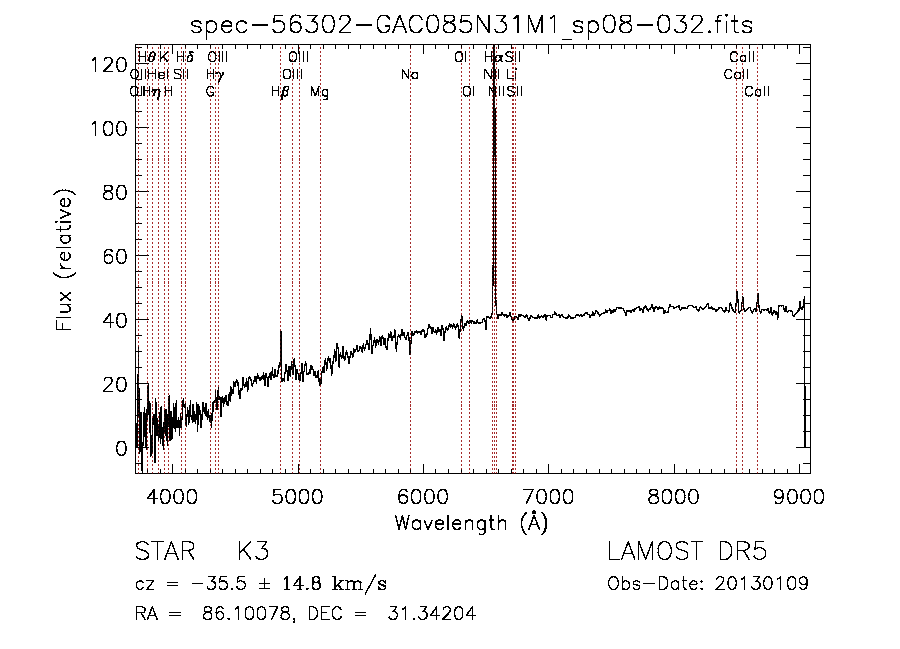 spec-56302-GAC085N31M1_sp08-032.fits
Hθ K Hδ OIII OIII OI Hα SII CaII
OII HeI SII Hγ OIII Na NII Li CaII
OII Hη H G Hβ Mg OI NII SII CaII
120
100
80
60
40
20
0
Flux (relative)
4000 5000 6000 7000 8000 9000
Wavelength (Å)
STAR K3 LAMOST DR5
cz = −35.5 ± 14.8 km/s Obs-Date: 20130109
RA = 86.10078, DEC = 31.34204